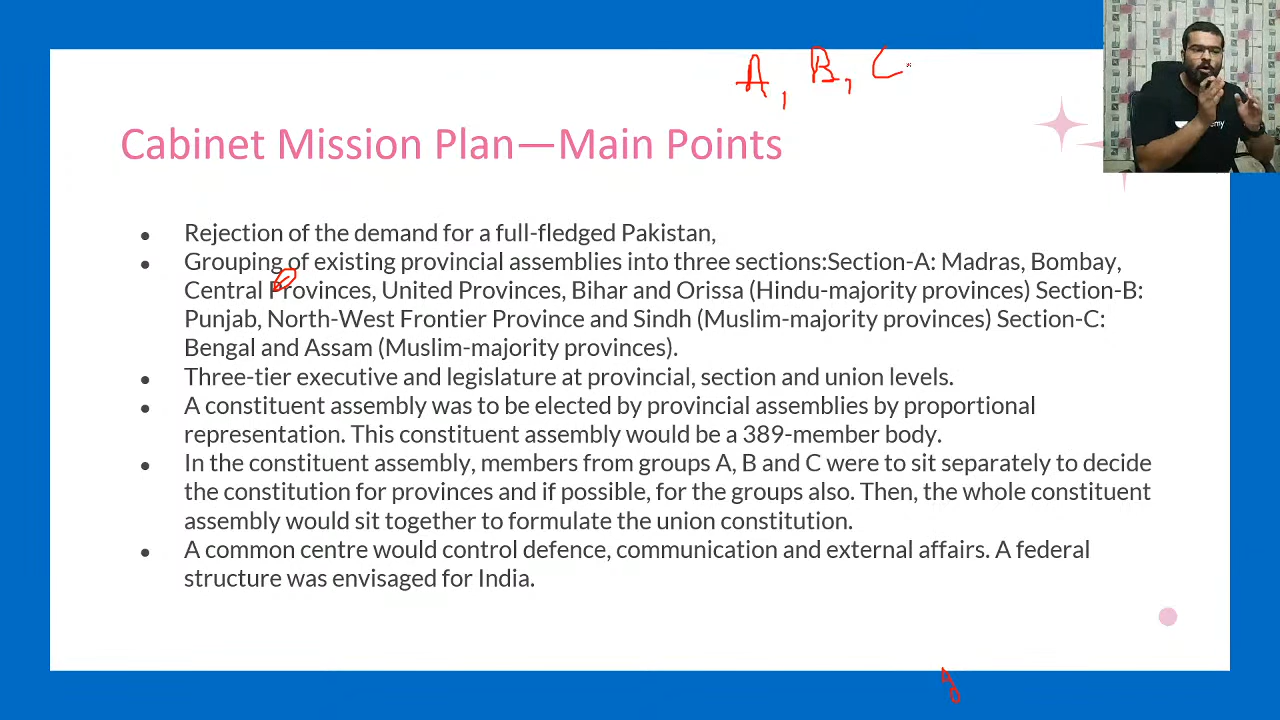 A, B, C
Cabinet Mission Plan—Main Points
● Rejection of the demand for a full-fledged Pakistan,
● Grouping of existing provincial assemblies into three sections:Section-A: Madras, Bombay,
Central Provinces, United Provinces, Bihar and Orissa (Hindu-majority provinces) Section-B:
Punjab, North-West Frontier Province and Sindh (Muslim-majority provinces) Section-C:
Bengal and Assam (Muslim-majority provinces).
● Three-tier executive and legislature at provincial, section and union levels.
● A constituent assembly was to be elected by provincial assemblies by proportional
representation. This constituent assembly would be a 389-member body.
● In the constituent assembly, members from groups A, B and C were to sit separately to decide
the constitution for provinces and if possible, for the groups also. Then, the whole constituent
assembly would sit together to formulate the union constitution.
● A common centre would control defence, communication and external affairs. A federal
structure was envisaged for India.